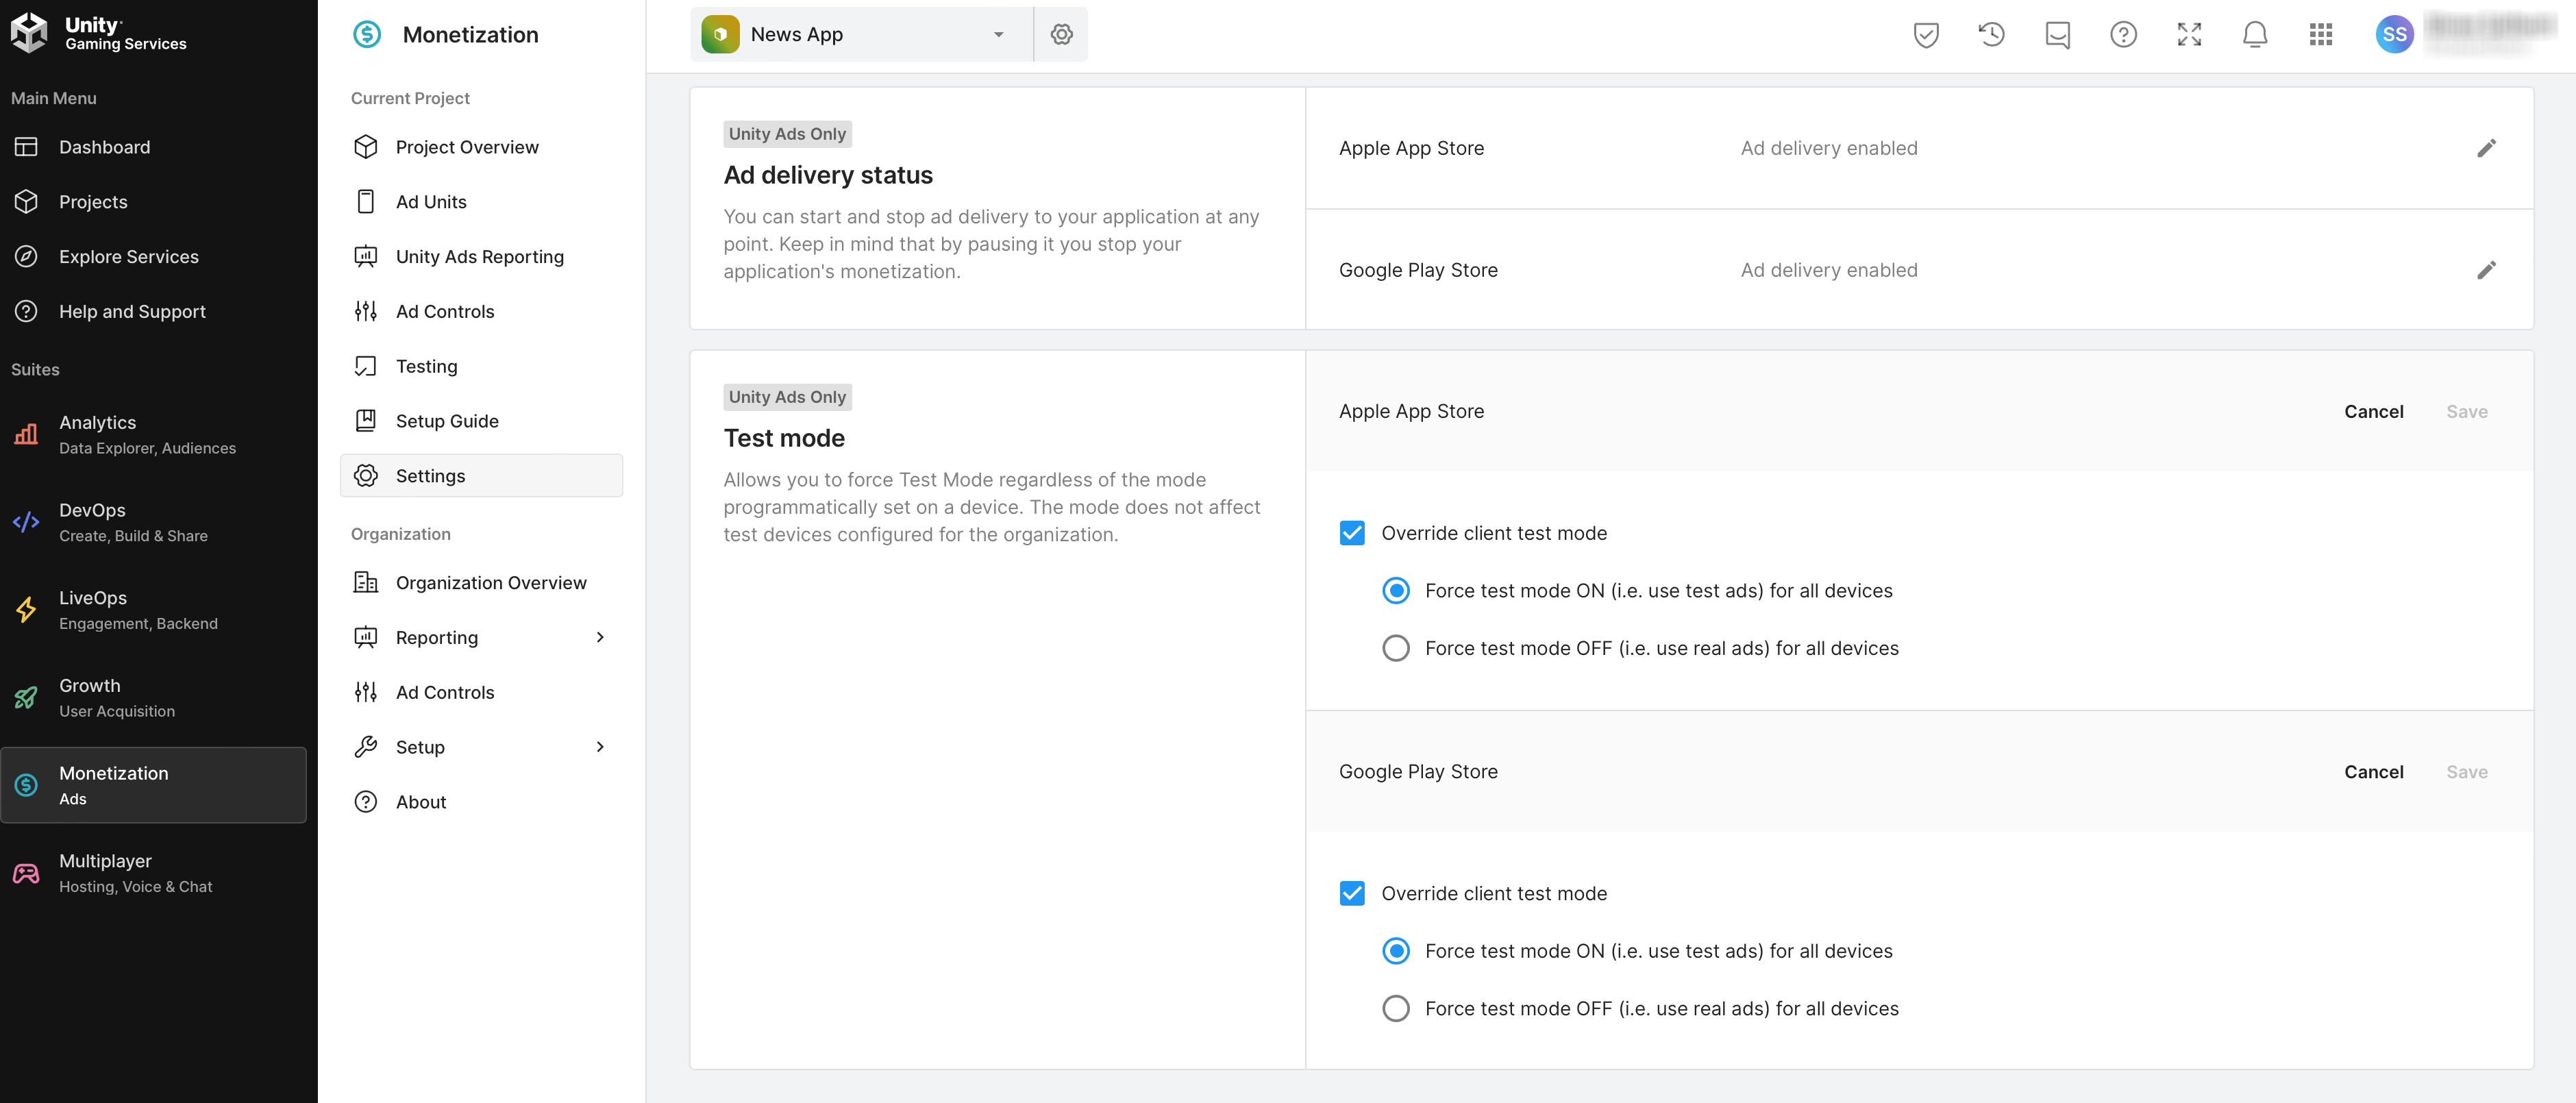 Unity
Gaming Services
Main Menu
Dashboard
Projects
Explore Services
Help and Support
Suites
Analytics
Data Explorer, Audiences
DevOps
Create, Build & Share
LiveOps
Engagement, Backend
Growth
User Acquisition
Monetization
Ads
Multiplayer
Hosting, Voice & Chat
Monetization
Current Project
Project Overview
Ad Units
Unity Ads Reporting
Ad Controls
Testing
Setup Guide
Settings
Organization
Organization Overview
Reporting
Ad Controls
Setup
About
News App
SS
Unity Ads Only
Ad delivery status
You can start and stop ad delivery to your application at any
point. Keep in mind that by pausing it you stop your
application's monetization.
Apple App Store Ad delivery enabled
Google Play Store Ad delivery enabled
Unity Ads Only
Test mode
Allows you to force Test Mode regardless of the mode
programmatically set on a device. The mode does not affect
test devices configured for the organization.
Apple App Store Cancel Save
Override client test mode
Force test mode ON (i.e. use test ads) for all devices
Force test mode OFF (i.e. use real ads) for all devices
Google Play Store Cancel Save
Override client test mode
Force test mode ON (i.e. use test ads) for all devices
Force test mode OFF (i.e. use real ads) for all devices